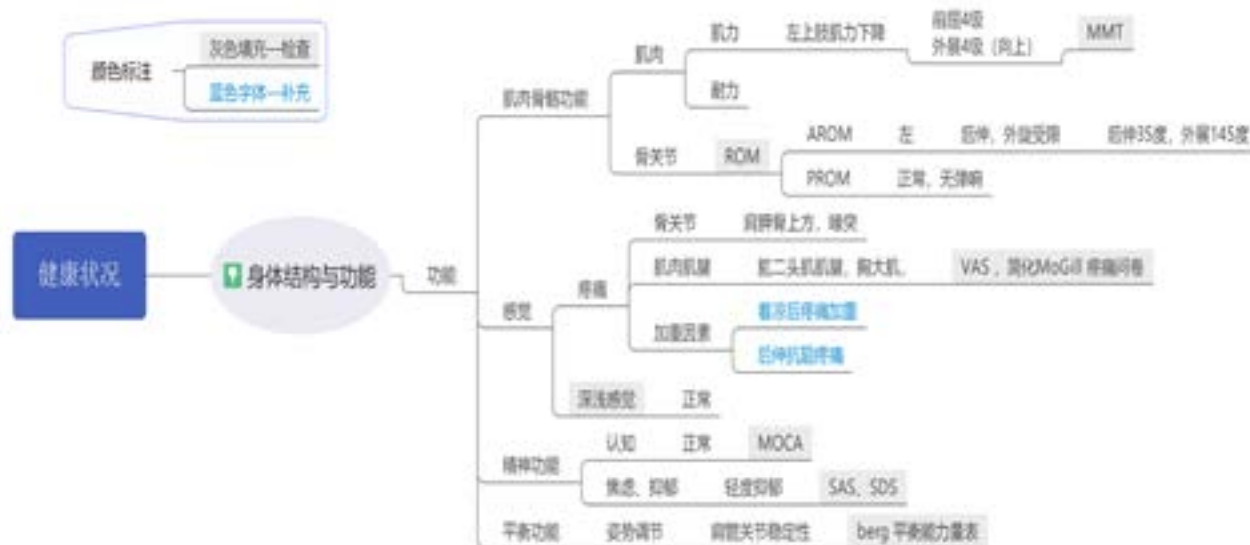 颜色标注
灰色填充—检查
蓝色字体—补充
健康状况
身体结构与功能
功能
肌肉骨骼功能
肌肉
肌力
左上肢肌力下降
前屈4级
外展4级（向上）
MMT
耐力
骨关节
ROM
AROM
左
后伸、外旋受限
后伸35度，外展145度
PROM
正常，无弹响
感觉
疼痛
骨关节
肩胛骨上方、喙突
肌肉肌腱
肱二头肌肌腱，胸大肌，
VAS ，简化MoGill 疼痛问卷
加重因素
着凉后疼痛加重
后伸抗阻疼痛
深浅感觉
正常
精神功能
认知
正常
MOCA
焦虑、抑郁
轻度抑郁
SAS、SDS
平衡功能
姿势调节
肩管关节稳定性
berg 平衡能力量表